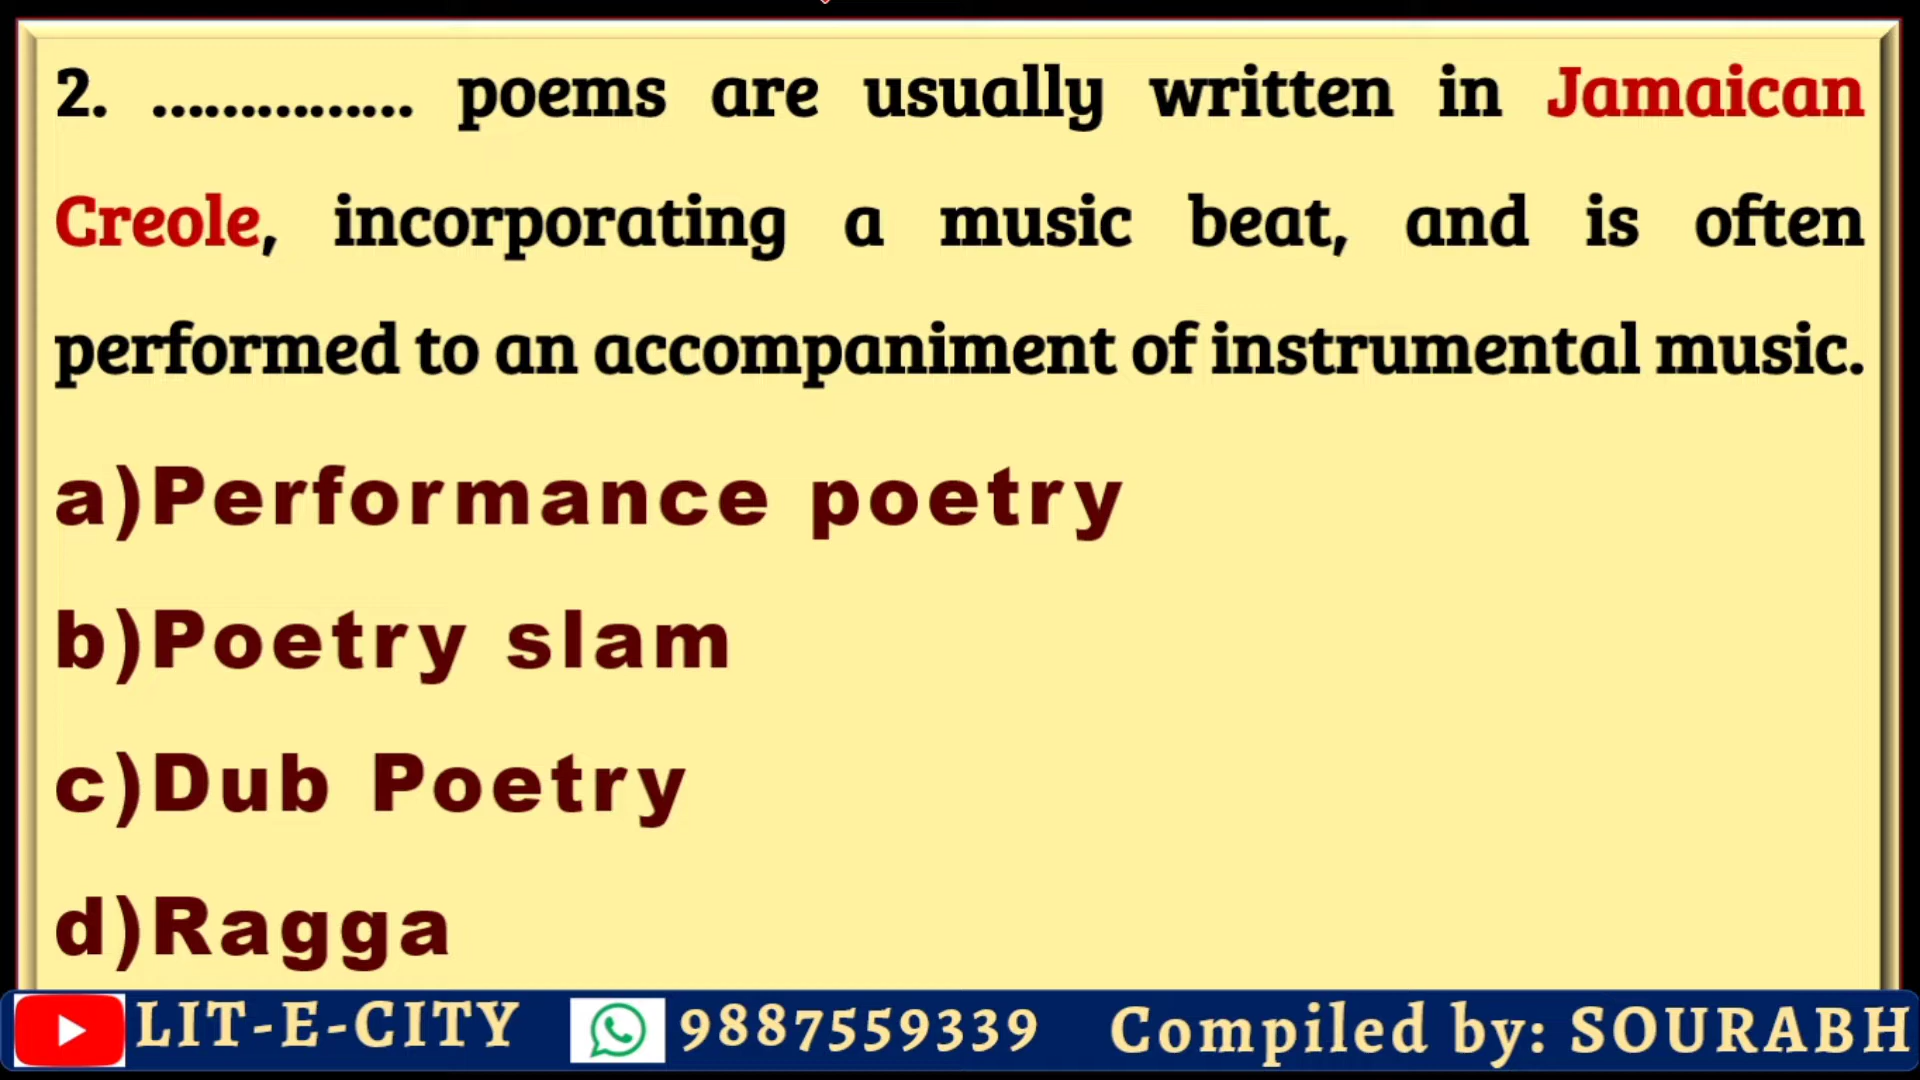 2. ............... poems are usually written in Jamaican
Creole, incorporating a music beat, and is often
performed to an accompaniment of instrumental music.
a)Performance poetry
b)Poetry slam
c)Dub Poetry
d)Ragga
LIT-E-CITY 9887559339 Compiled by: SOURABH